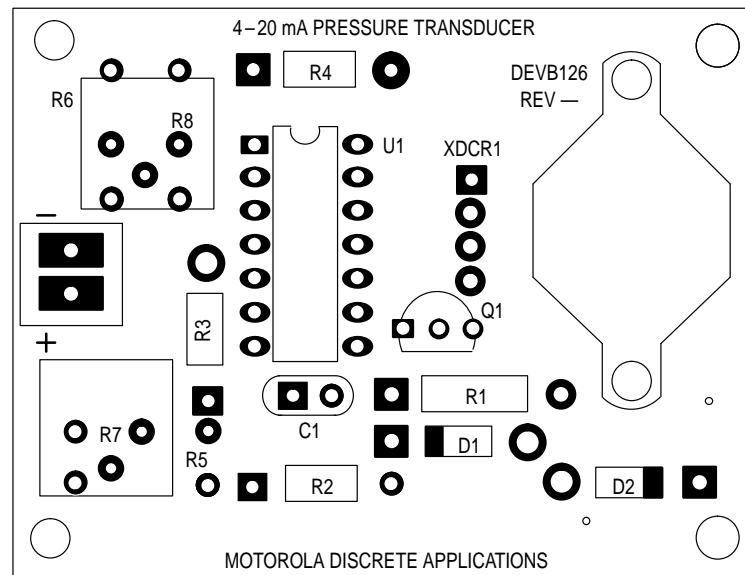 4–20 mA PRESSURE TRANSDUCER
R4
DEVB126
REV —
R6
R8
U1
XDCR1
–
Q1
+
R3
R1
C1
R7
D1
R5
R2
D2
MOTOROLA DISCRETE APPLICATIONS